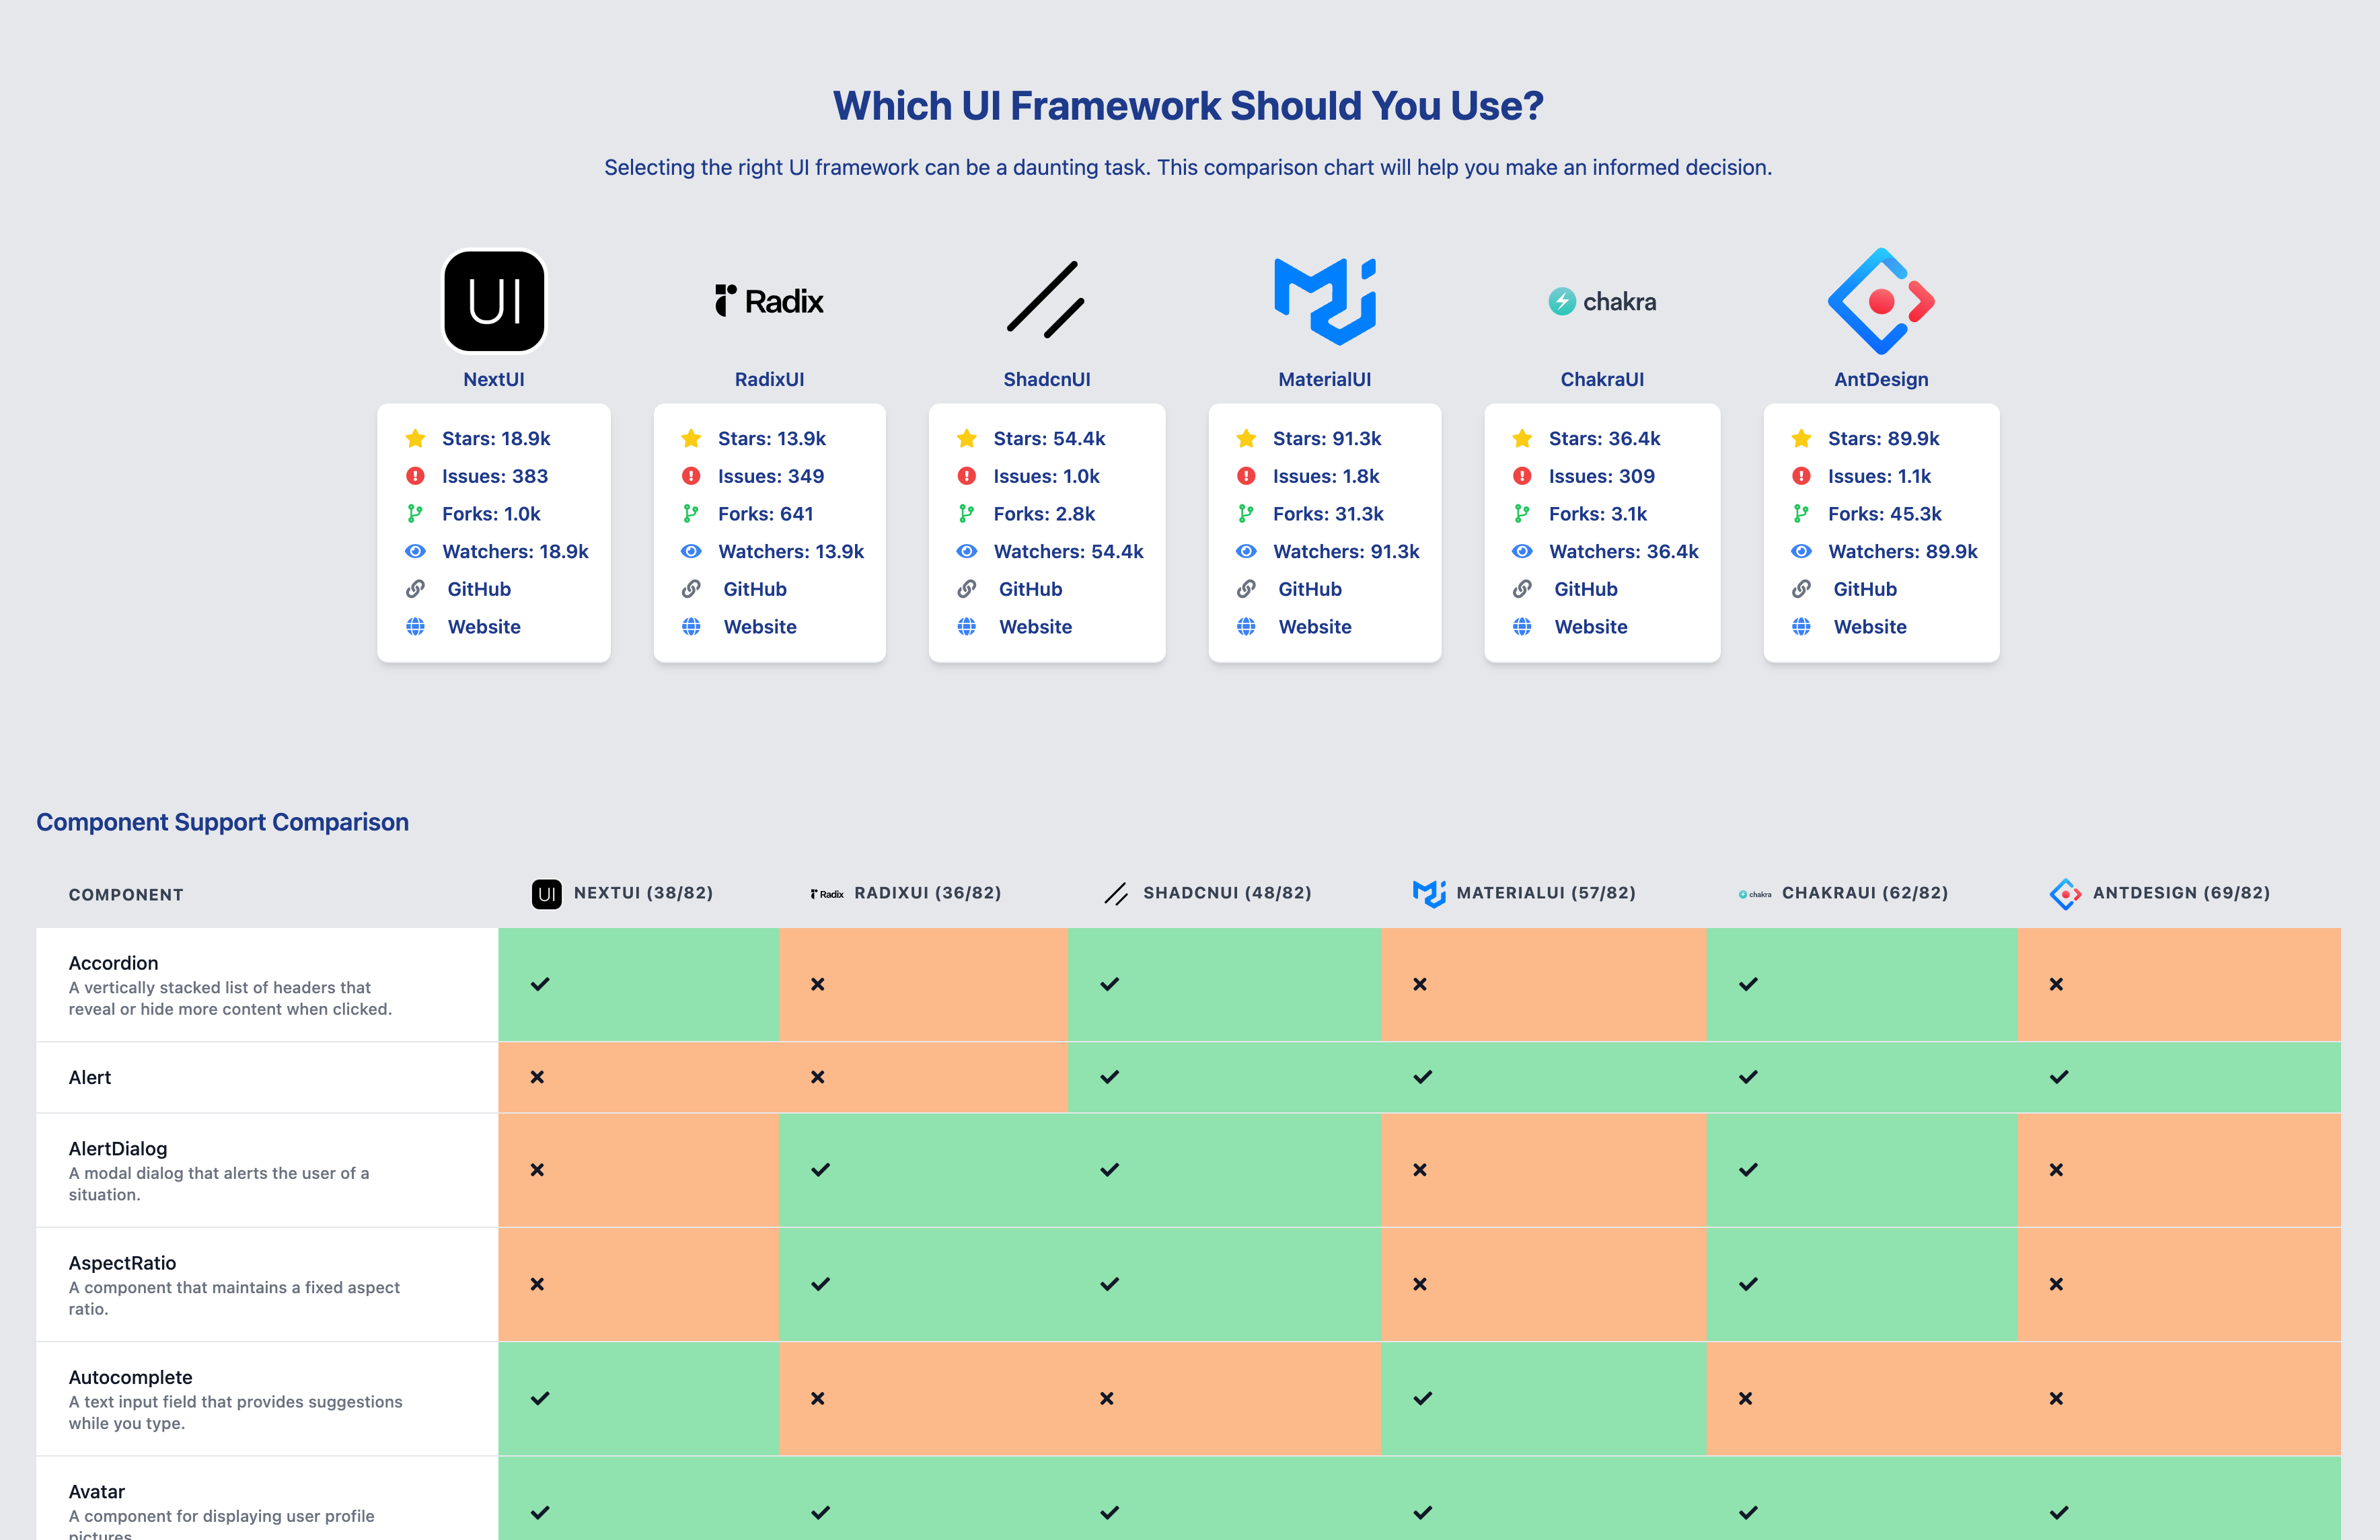 Which UI Framework Should You Use?
Selecting the right UI framework can be a daunting task. This comparison chart will help you make an informed decision.
UI
Radix
chakra
NextUI
RadixUI
ShadcnUI
MaterialUI
ChakraUI
AntDesign
Stars: 18.9k
Issues: 383
Forks: 1.0k
Watchers: 18.9k
GitHub
Website
Stars: 13.9k
Issues: 349
Forks: 641
Watchers: 13.9k
GitHub
Website
Stars: 54.4k
Issues: 1.0k
Forks: 2.8k
Watchers: 54.4k
GitHub
Website
Stars: 91.3k
Issues: 1.8k
Forks: 31.3k
Watchers: 91.3k
GitHub
Website
Stars: 36.4k
Issues: 309
Forks: 3.1k
Watchers: 36.4k
GitHub
Website
Stars: 89.9k
Issues: 1.1k
Forks: 45.3k
Watchers: 89.9k
GitHub
Website
Component Support Comparison
COMPONENT
UI NEXTUI (38/82)
Radix RADIXUI (36/82)
SHADCNUI (48/82)
MATERIALUI (57/82)
chakra CHAKRAUI (62/82)
ANTDESIGN (69/82)
Accordion
A vertically stacked list of headers that
reveal or hide more content when clicked.
Alert
AlertDialog
A modal dialog that alerts the user of a
situation.
AspectRatio
A component that maintains a fixed aspect
ratio.
Autocomplete
A text input field that provides suggestions
while you type.
Avatar
A component for displaying user profile
pictures.